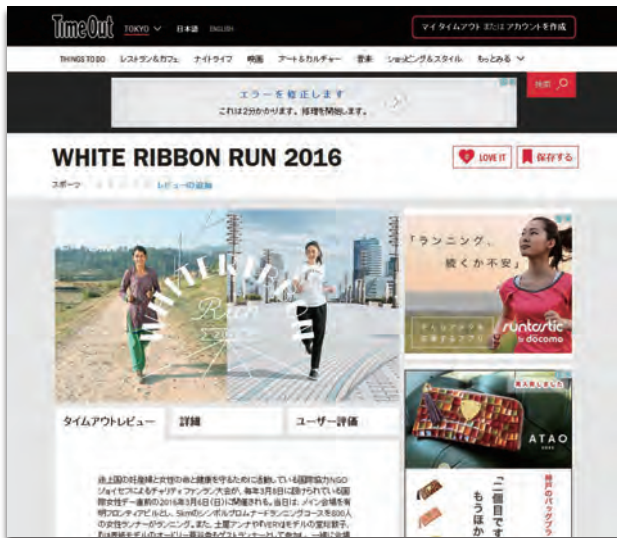 TimeOut TOKYO 日本語 ENGLISH マイ タイムアウト または アカウントを作成
THINGS TO DO レストラン&カフェ ナイトライフ 映画 アート&カルチャー 音楽 ショッピング&スタイル もっとみる
検索
エラーを修正します
これは2分かかります。修理を開始します。
WHITE RIBBON RUN 2016
LOVE IT 保存する
スポーツ レビューの追加
WHITE RIBBON
Run
「ランニング、
続くか不安」
runtastic
by döcomo
タイムアウトレビュー 詳細 ユーザー評価
途上国の妊産婦と女性の命と健康を守るために活動している国際協力NGO
ジョイセフによるチャリティファンラン大会が、毎年3月8日に設けられている国
際女性デー直前の2016年3月6日(日)に開催される。当日は、メイン会場を有
明フロンティアビルとし、5kmのシンボルプロムナードランニングコースを800人
の女性ランナーがランニング。また、土屋アンナやVERYはモデルの
ATAO
神戸のバッグブラ
「二個目です
もうほか